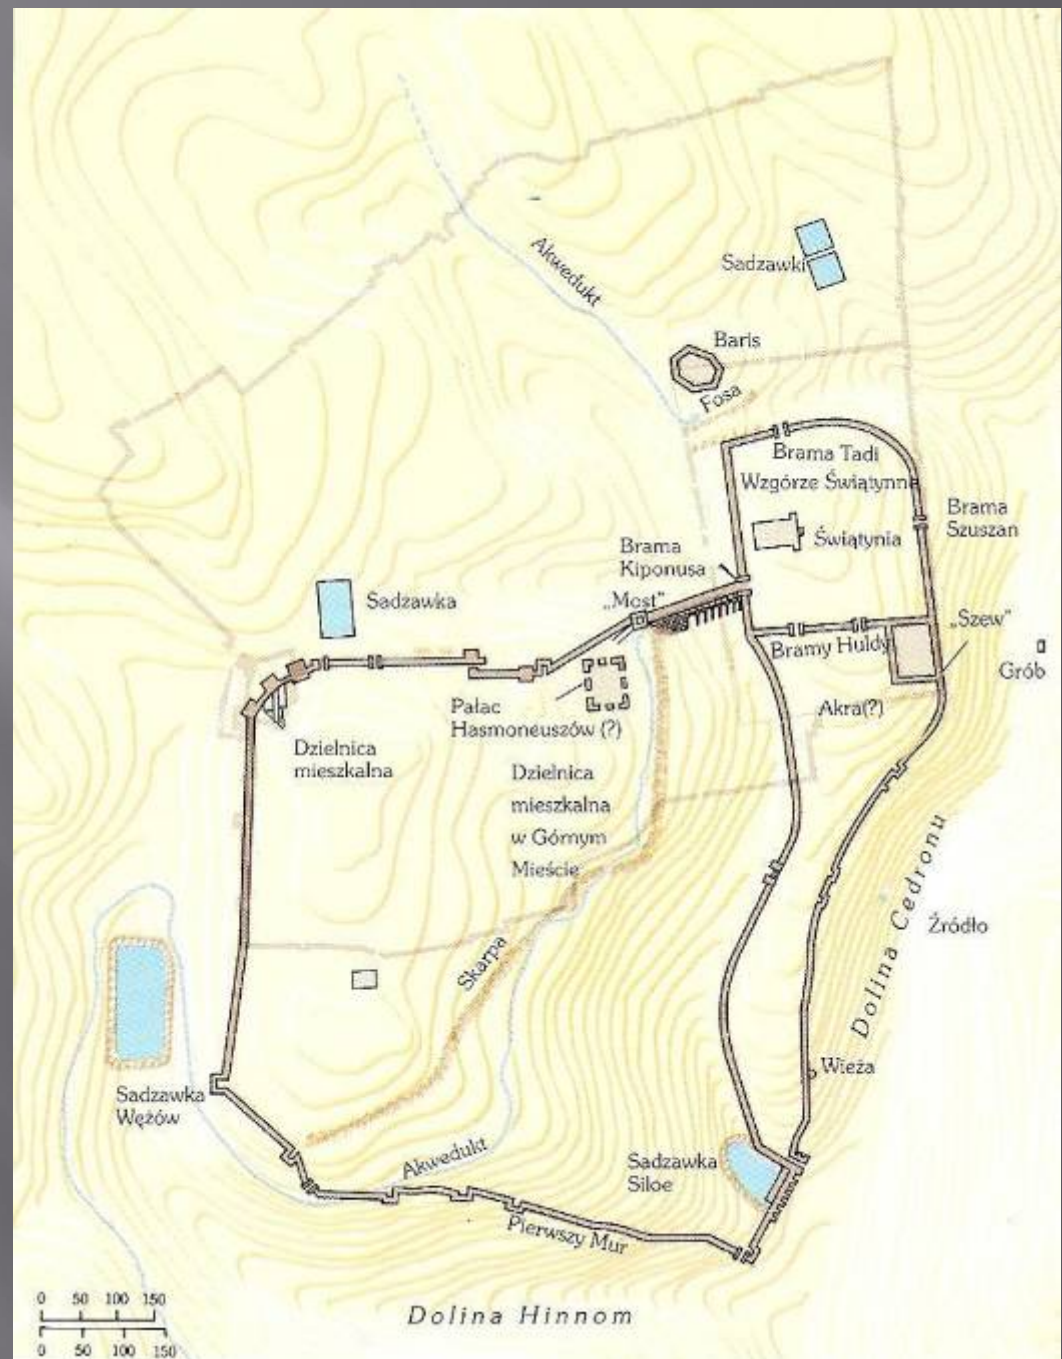 Akwedukt
Sadzawki
Baris
Fosa
Brama Tadi
Wzgórze Świątynne
Brama
Szuszan
Świątynia
Brama
Kiponusa
„Most”
„Szew”
Sadzawka
Bramy Huldy
Grób
Akra(?)
Pałac
Hasmoneuszów (?)
Dzielnica
mieszkalna
Dzielnica
mieszkalna
w Górnym
Mieście
Dolina Cedronu
Źródło
Skarpa
Wieża
Sadzawka
Wężów
Akwedukt
Sadzawka
Siloe
Pierwszy Mur
Dolina Hinnom
0 50 100 150
0 50 100 150